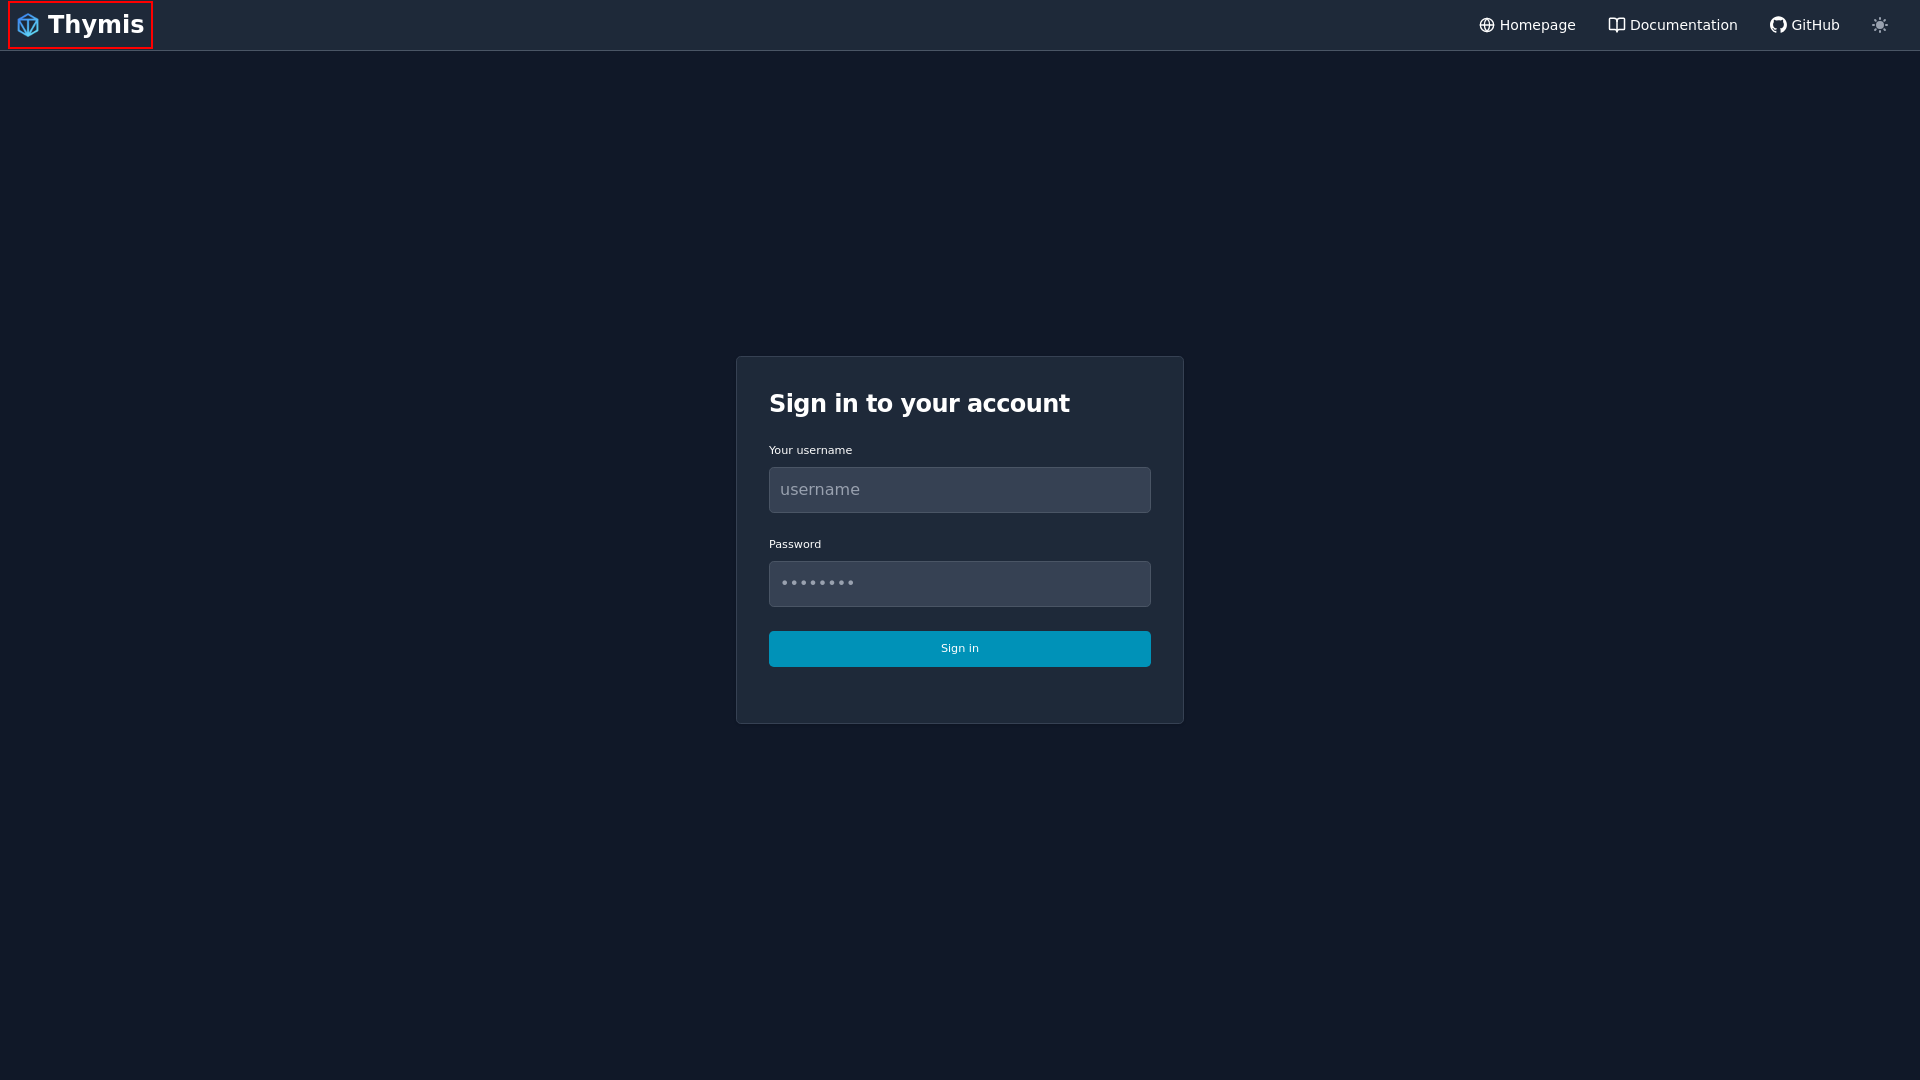 Thymis
Homepage
Documentation
GitHub
Sign in to your account
Your username
username
Password
••••••••
Sign in